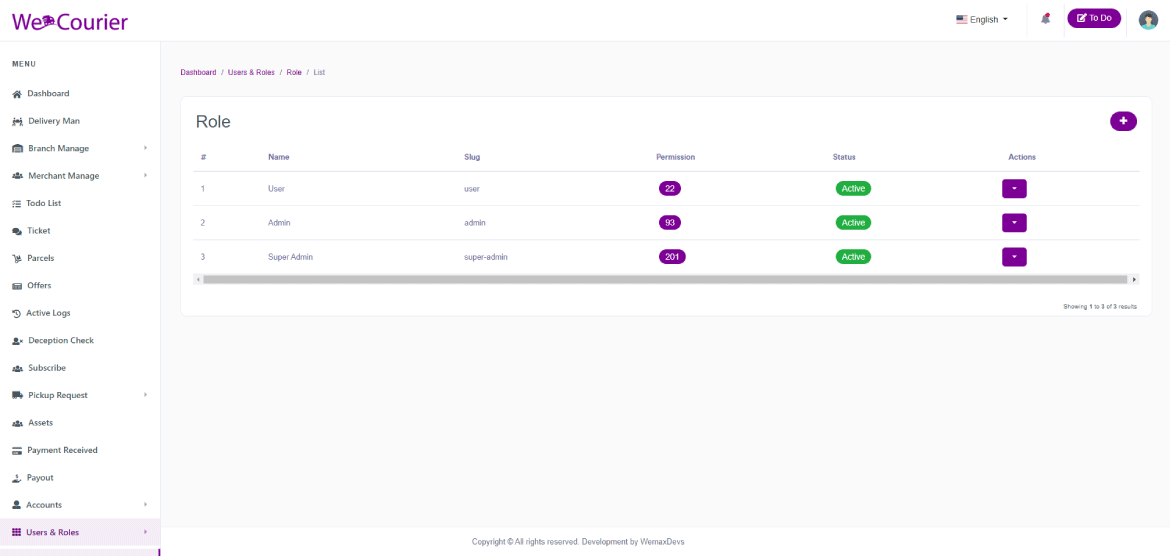 We Courier
English
To Do
MENU
Dashboard
Delivery Man
Branch Manage
Merchant Manage
Todo List
Ticket
Parcels
Offers
Active Logs
Deception Check
Subscribe
Pickup Request
Assets
Payment Received
Payout
Accounts
Users & Roles
Dashboard / Users & Roles / Role / List
Role
# Name Slug Permission Status Actions
1 User user 22 Active
2 Admin admin 93 Active
3 Super Admin super-admin 201 Active
Showing 1 to 3 of 3 results
Copyright © All rights reserved. Development by WemaxDevs